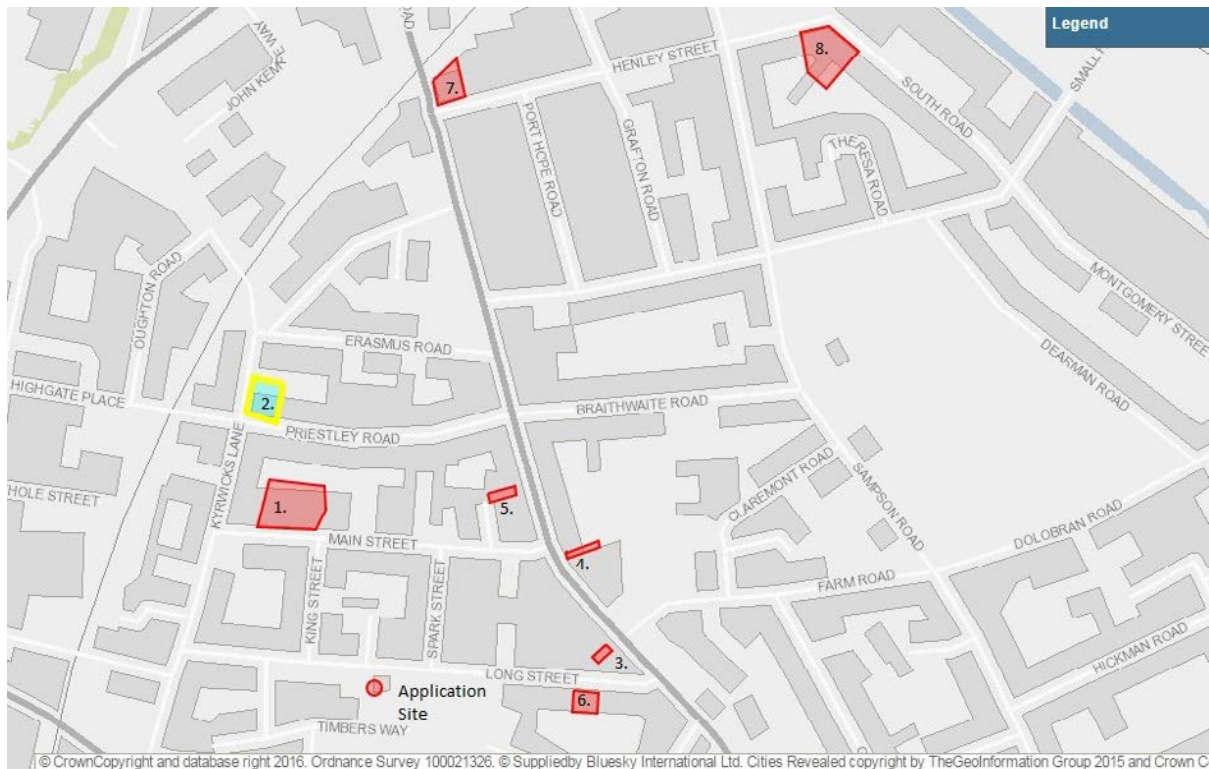 Legend
ROAD
JOHN KEMPE WAY
7.
HENLEY STREET
8.
SOUTH ROAD
PORT HOPE ROAD
GRAFTON ROAD
THERESA ROAD
OUGHTON ROAD
MONTGOMERY STREET
ERASMUS ROAD
DEARMAN ROAD
HIGHGATE PLACE
2.
BRAITHWAITE ROAD
PRIESTLEY ROAD
KYRWICKS LANE
CLAREMONT ROAD
SAMPSON ROAD
HOLE STREET
1.
5.
MAIN STREET
4.
DOLOBRAN ROAD
FARM ROAD
KING STREET
SPARK STREET
3.
HICKMAN ROAD
LONG STREET
Application
Site
6.
TIMBERS WAY
© CrownCopyright and database right 2016. Ordnance Survey 100021326. © Suppliedby Bluesky International Ltd. Cities Revealed copyright by TheGeoInformation Group 2015 and Crown C